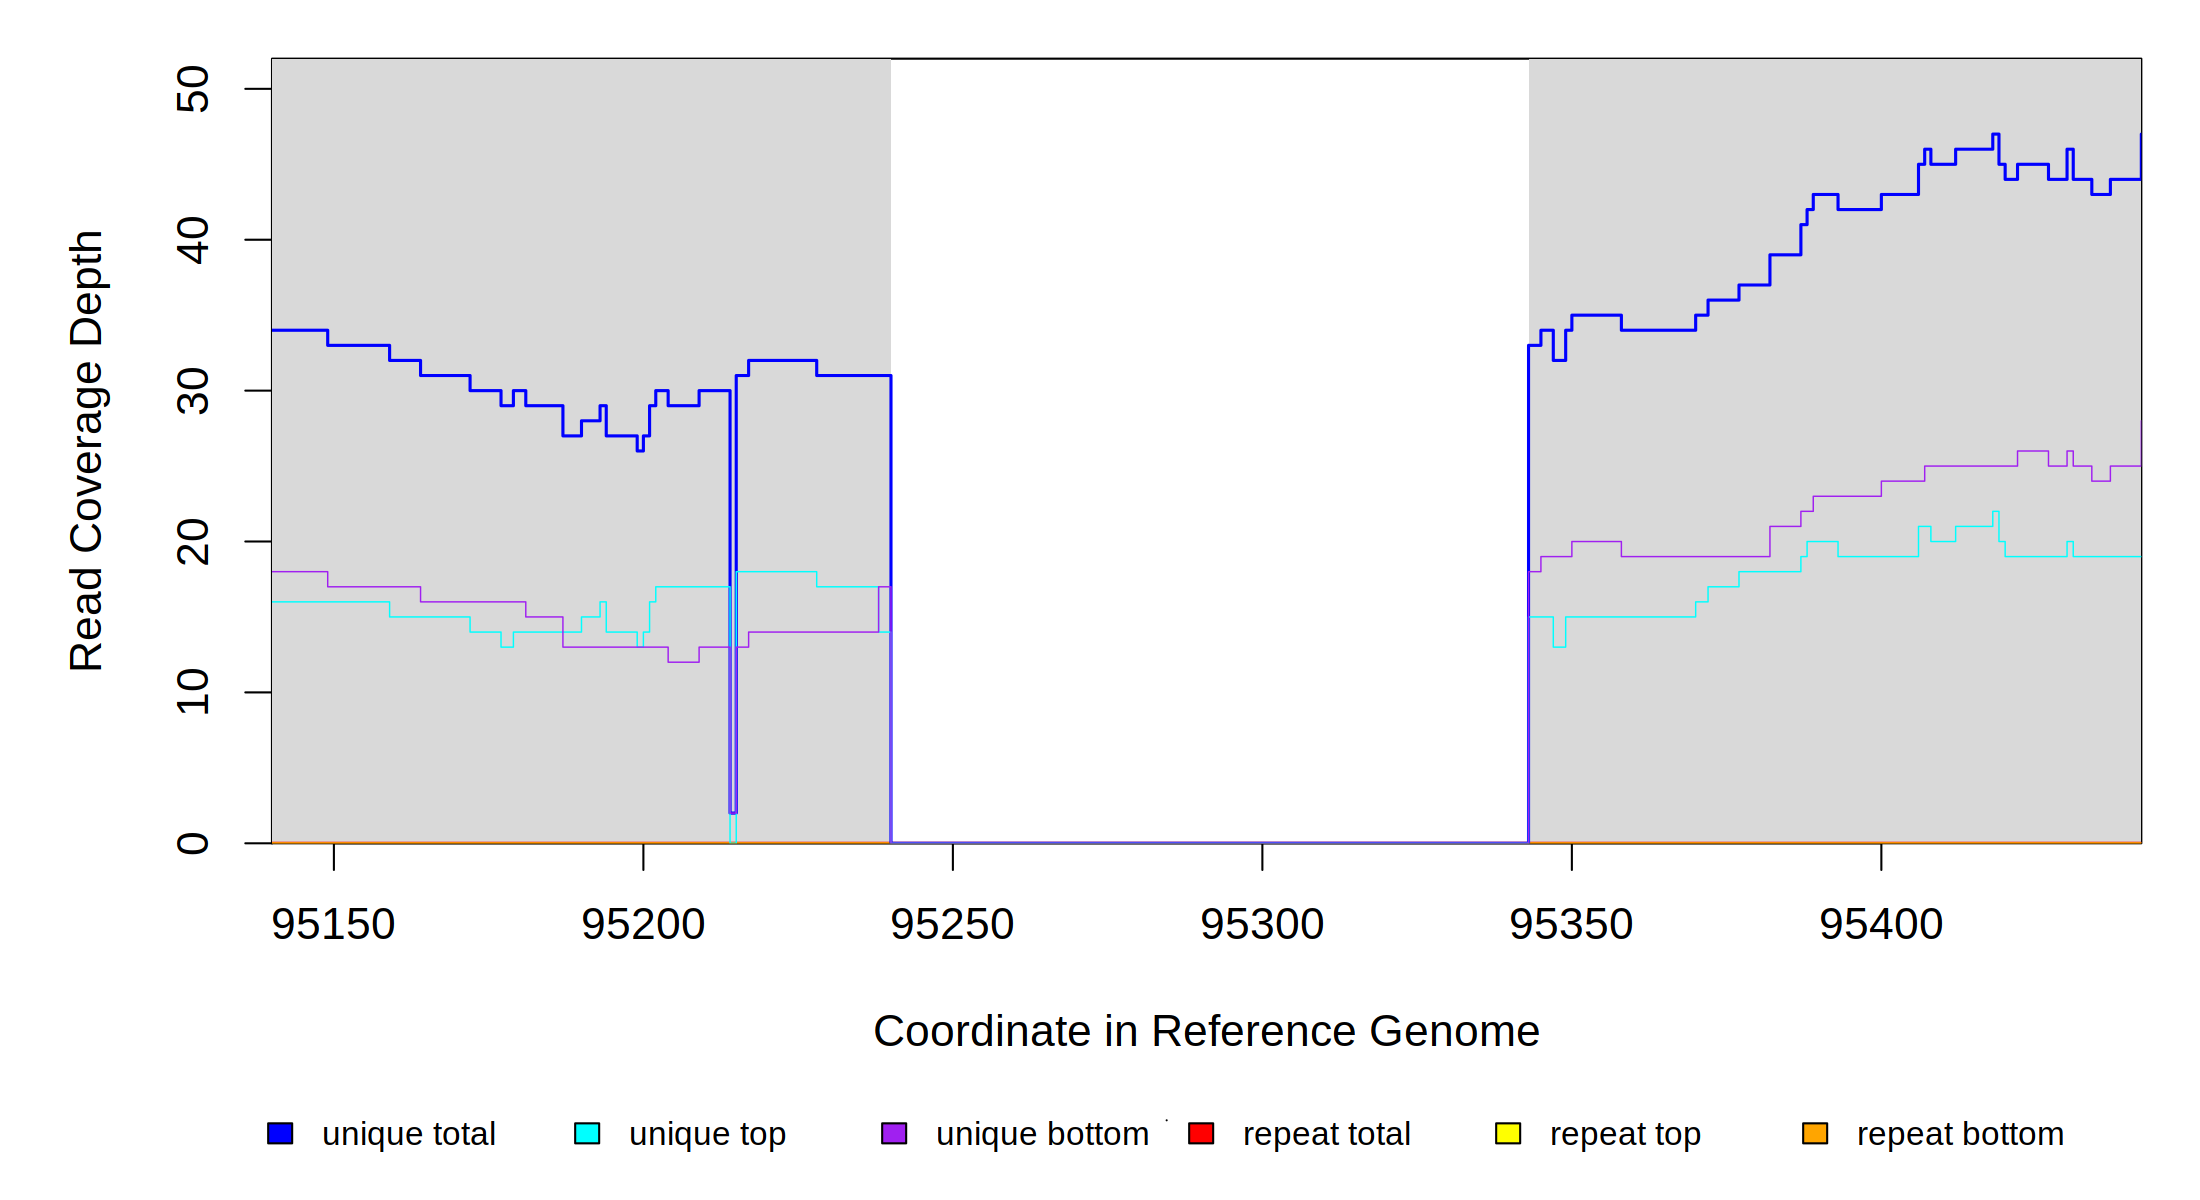 50
40
30
20
10
0
Read Coverage Depth
95150 95200 95250 95300 95350 95400
Coordinate in Reference Genome
unique total unique top unique bottom repeat total repeat top repeat bottom